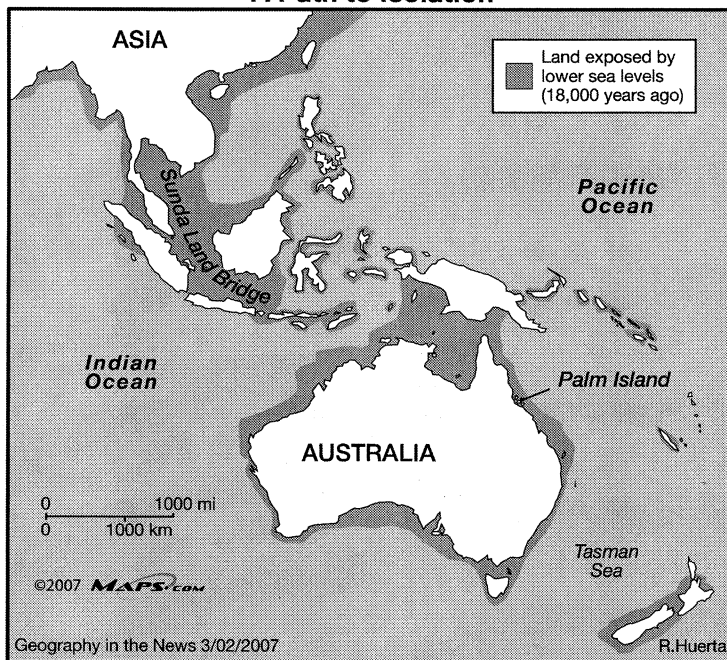 ASIA
Land exposed by
lower sea levels
(18,000 years ago)
Sunda Land Bridge
Pacific
Ocean
Indian
Ocean
Palm Island
AUSTRALIA
0 1000 mi
0 1000 km
Tasman
Sea
©2007 MAPS.COM
Geography in the News 3/02/2007
R.Huerta